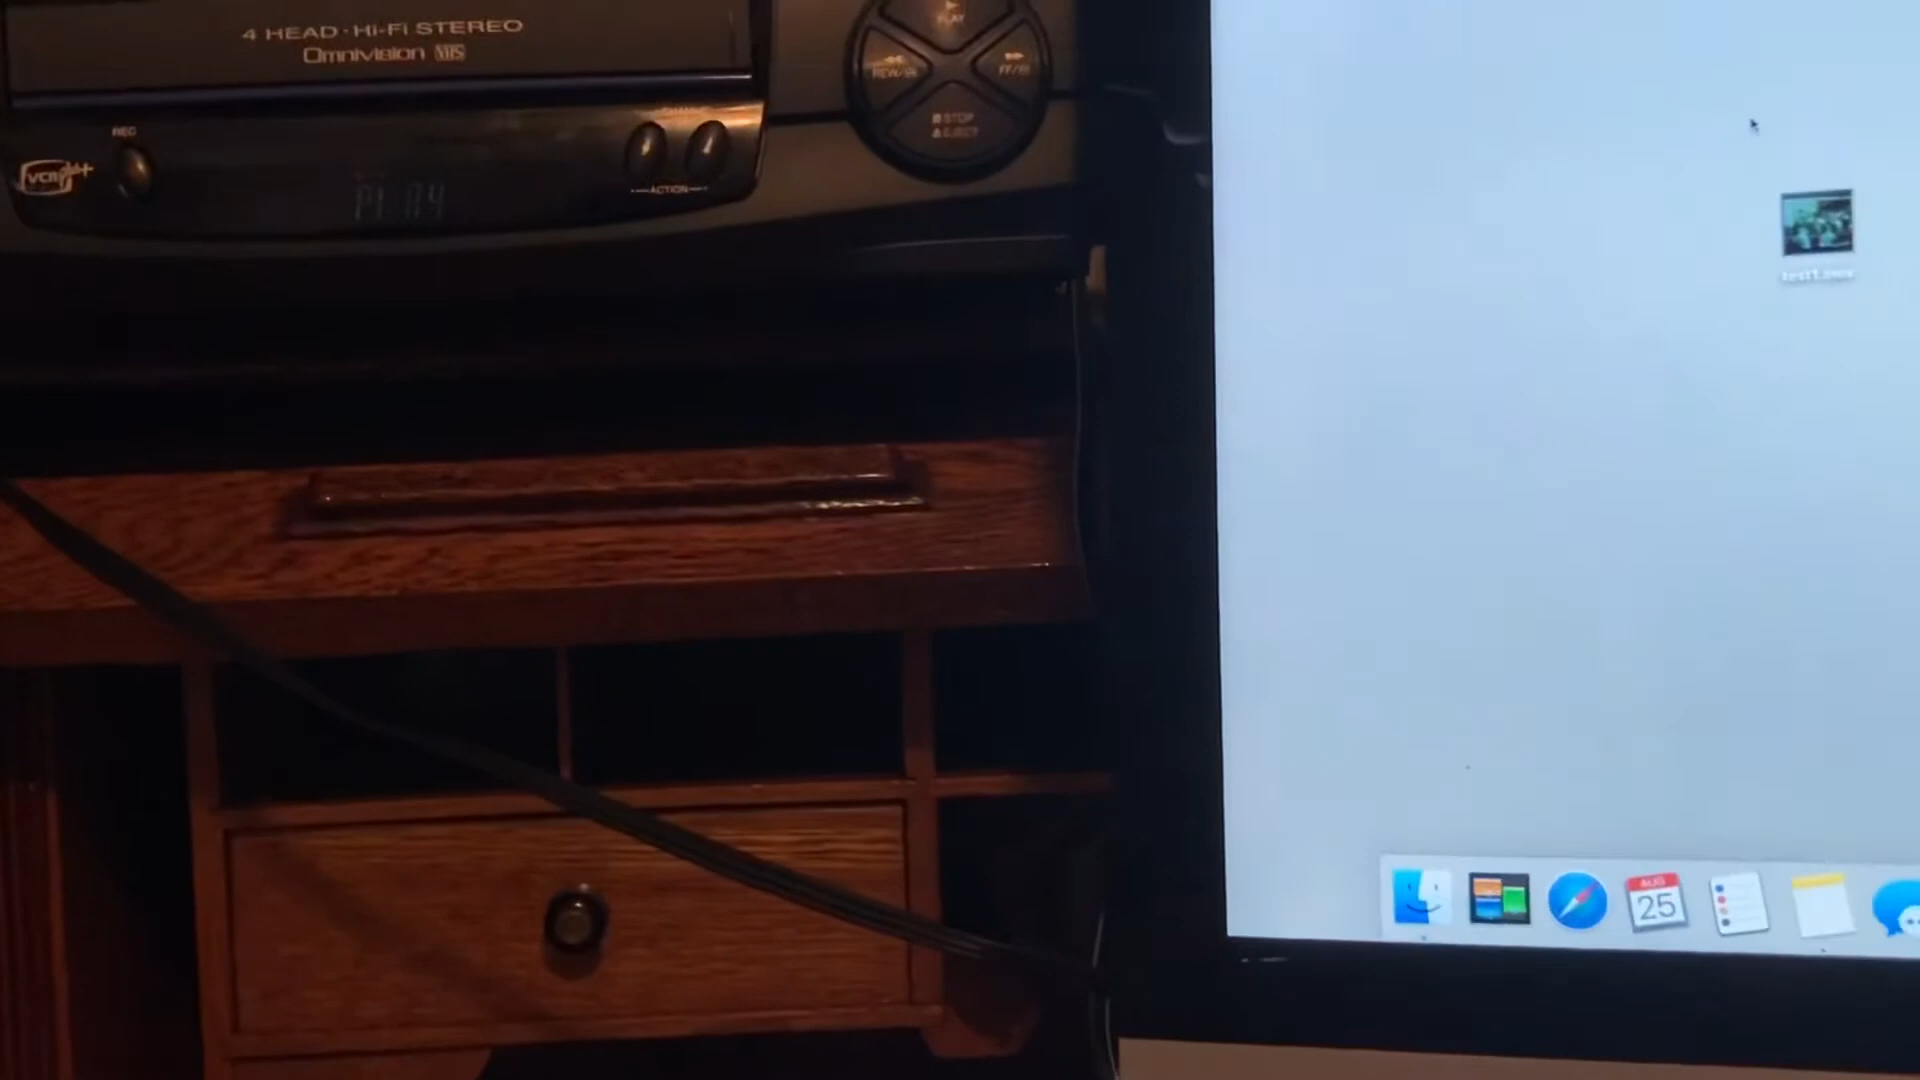 4 HEAD · Hi-Fi STEREO
OmniVision VHS
PLAY
REW/
FF/
STOP
EJECT
REC
VCR
ACTION
AUG
25